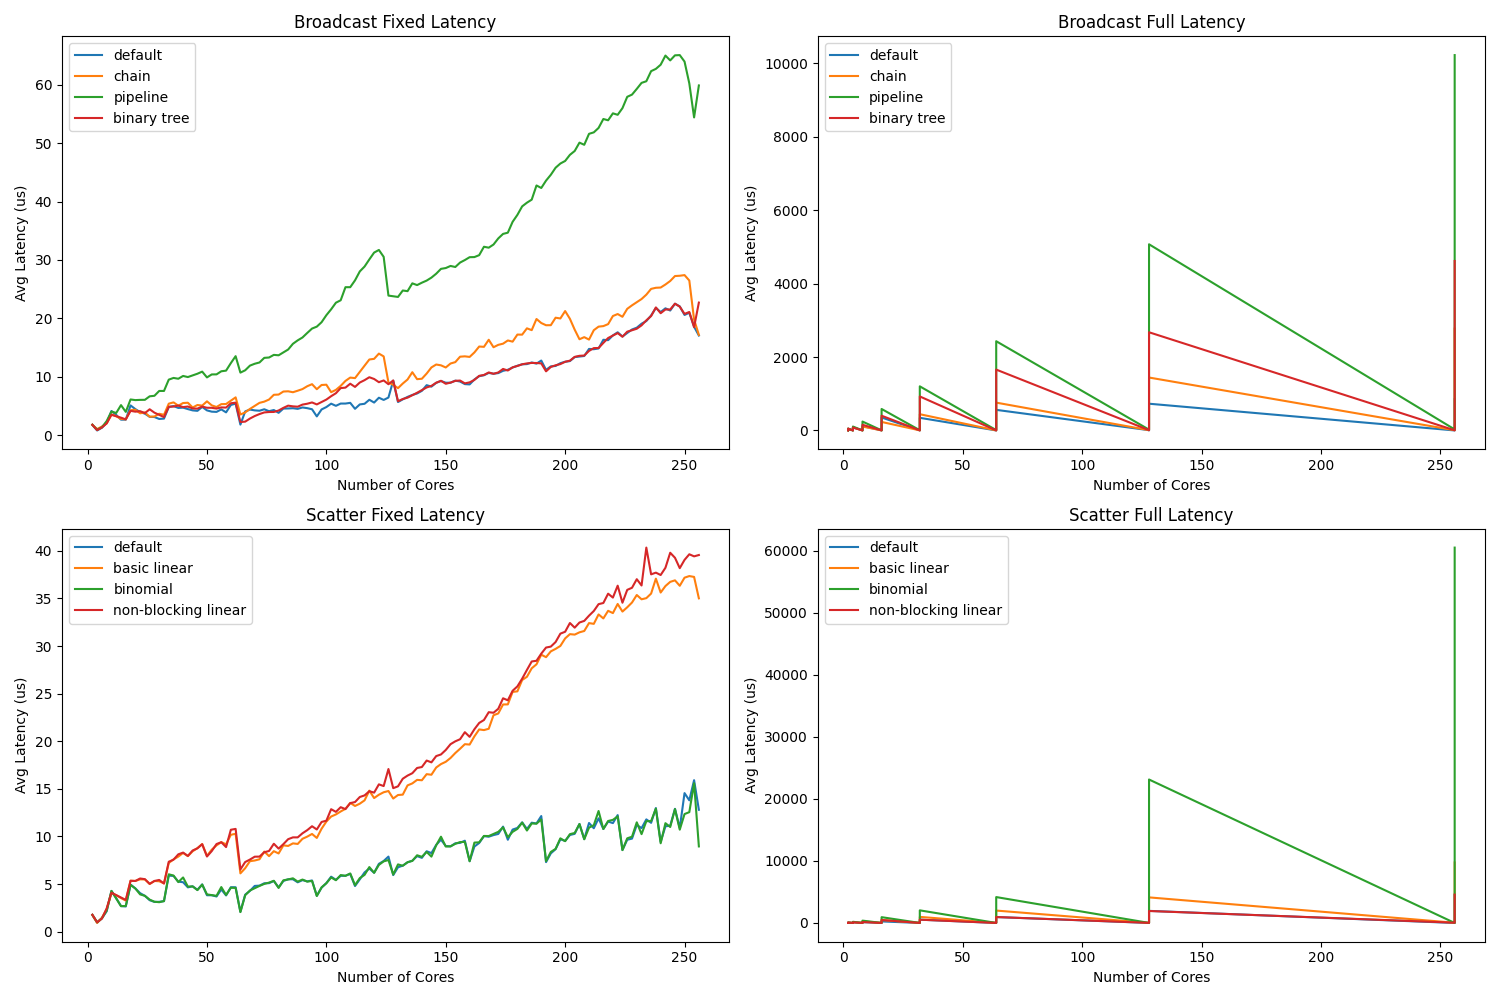 Broadcast Fixed Latency
default
chain
pipeline
binary tree
60
50
40
30
20
10
0
Avg Latency (us)
0 50 100 150 200 250
Number of Cores
Broadcast Full Latency
default
chain
pipeline
binary tree
10000
8000
6000
4000
2000
0
Avg Latency (us)
0 50 100 150 200 250
Number of Cores
Scatter Fixed Latency
default
basic linear
binomial
non-blocking linear
40
35
30
25
20
15
10
5
0
Avg Latency (us)
0 50 100 150 200 250
Number of Cores
Scatter Full Latency
default
basic linear
binomial
non-blocking linear
60000
50000
40000
30000
20000
10000
0
Avg Latency (us)
0 50 100 150 200 250
Number of Cores